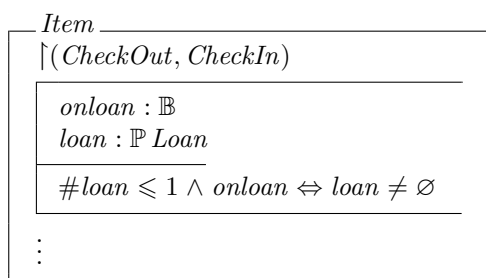 Item
↾(CheckOut, CheckIn)
onloan : 𝔹
loan : ℙ Loan
#loan ⩽ 1 ∧ onloan ⇔ loan ≠ ∅
⋮